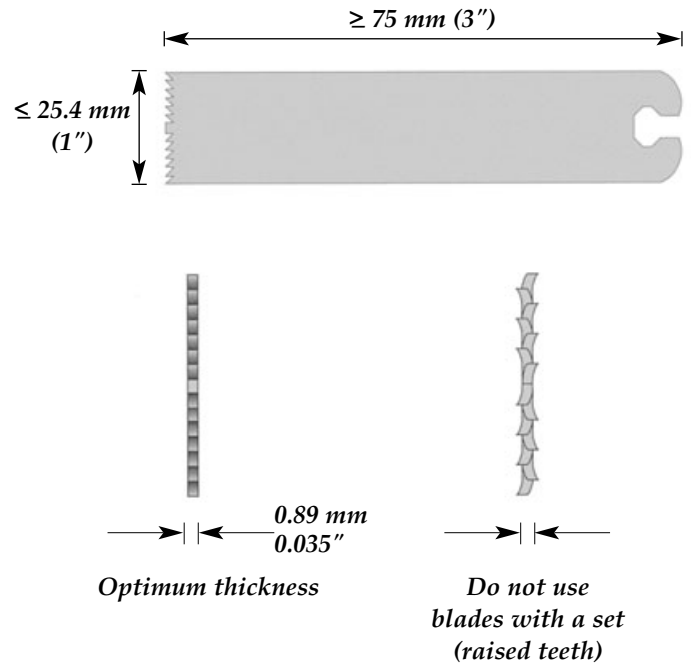 ≥ 75 mm (3″)
≤ 25.4 mm
(1″)
0.89 mm
0.035″
Optimum thickness
Do not use
blades with a set
(raised teeth)